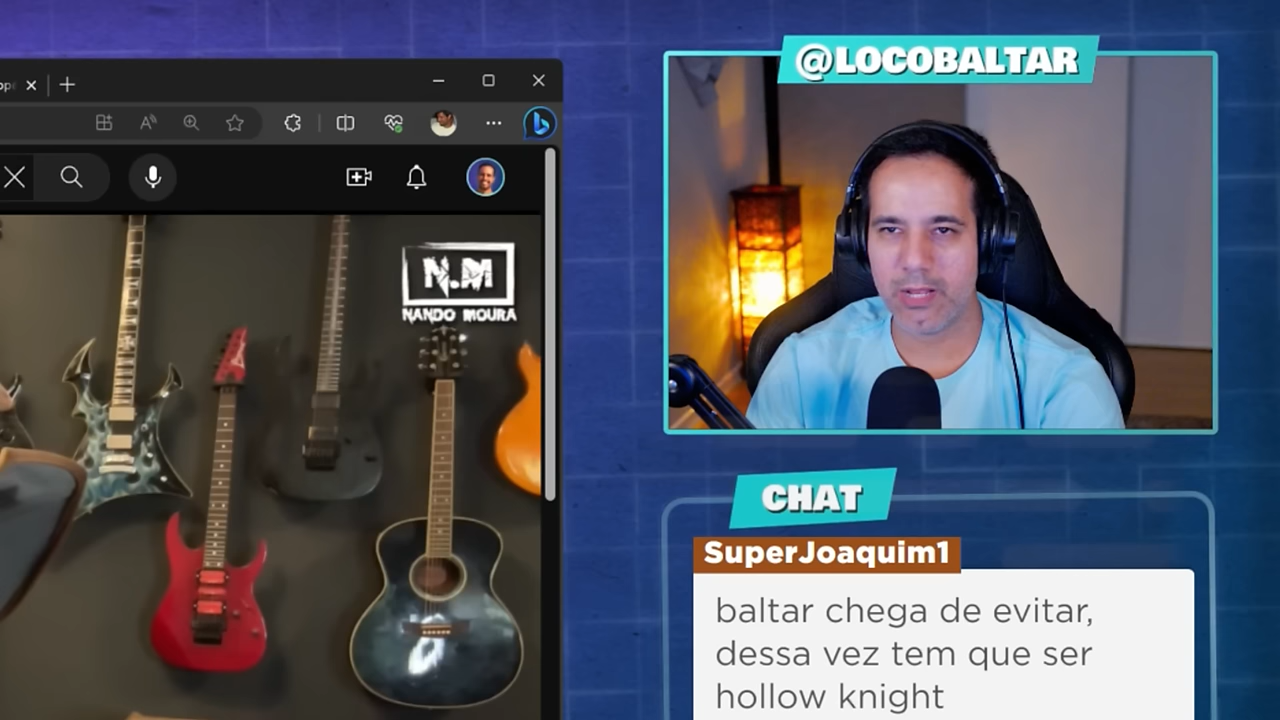 @LOCOBALTAR
N.M
NANDO MOURA
CHAT
SuperJoaquim1
baltar chega de evitar,
dessa vez tem que ser
hollow knight